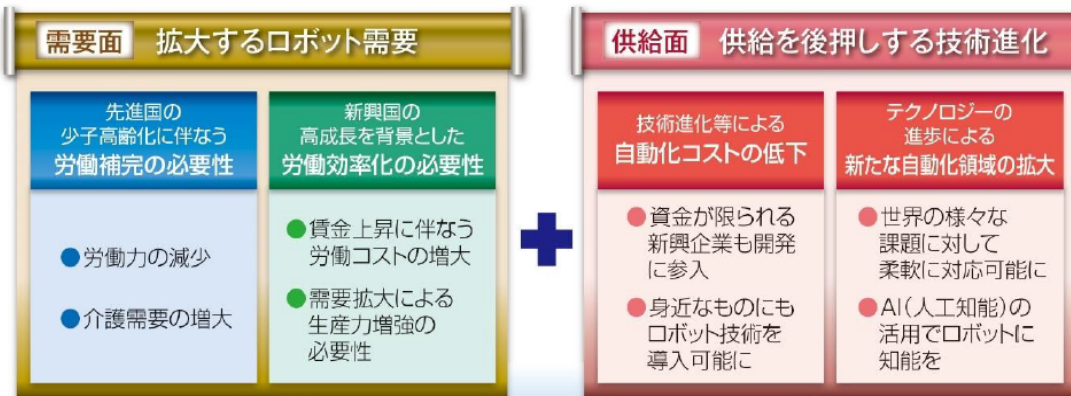 需要面 拡大するロボット需要
先進国の
少子高齢化に伴なう
労働補完の必要性
●労働力の減少
●介護需要の増大
新興国の
高成長を背景とした
労働効率化の必要性
●賃金上昇に伴なう
労働コストの増大
●需要拡大による
生産力増強の
必要性
供給面 供給を後押しする技術進化
技術進化等による
自動化コストの低下
●資金が限られる
新興企業も開発
に参入
●身近なものにも
ロボット技術を
導入可能に
テクノロジーの
進歩による
新たな自動化領域の拡大
●世界の様々な
課題に対して
柔軟に対応可能に
●AI(人工知能)の
活用でロボットに
知能を